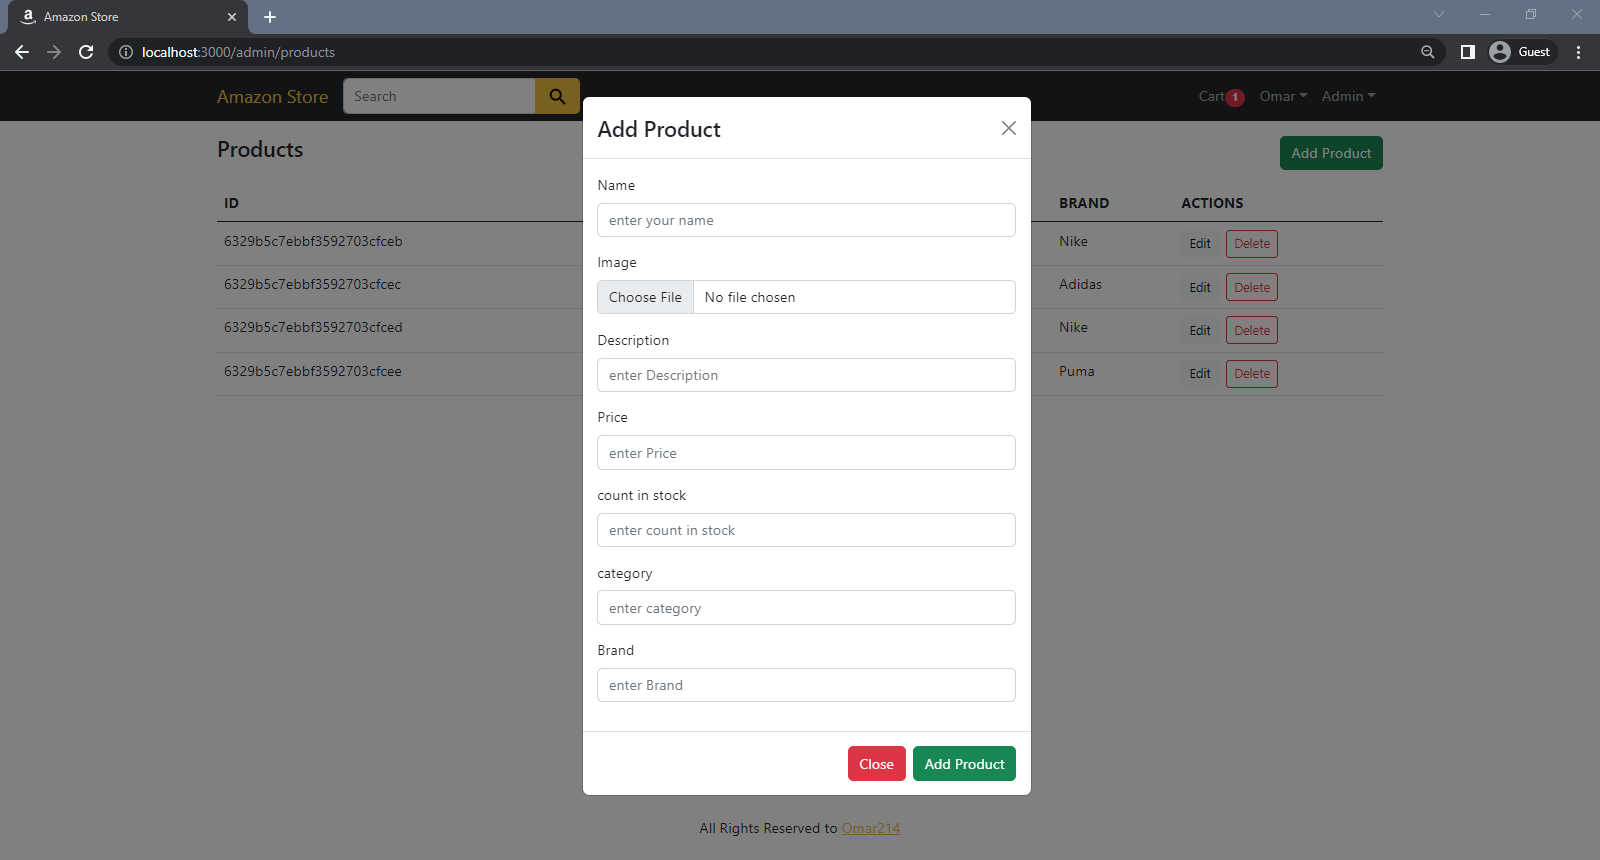 Amazon Store
localhost:3000/admin/products
Guest
Amazon Store
Search
Cart 1
Omar
Admin
Products
Add Product
ID
BRAND
ACTIONS
6329b5c7ebbf3592703cfceb
Nike
Edit
Delete
6329b5c7ebbf3592703cfcec
Adidas
Edit
Delete
6329b5c7ebbf3592703cfced
Nike
Edit
Delete
6329b5c7ebbf3592703cfcee
Puma
Edit
Delete
Add Product
Name
enter your name
Image
Choose File
No file chosen
Description
enter Description
Price
enter Price
count in stock
enter count in stock
category
enter category
Brand
enter Brand
Close
Add Product
All Rights Reserved to Omar214